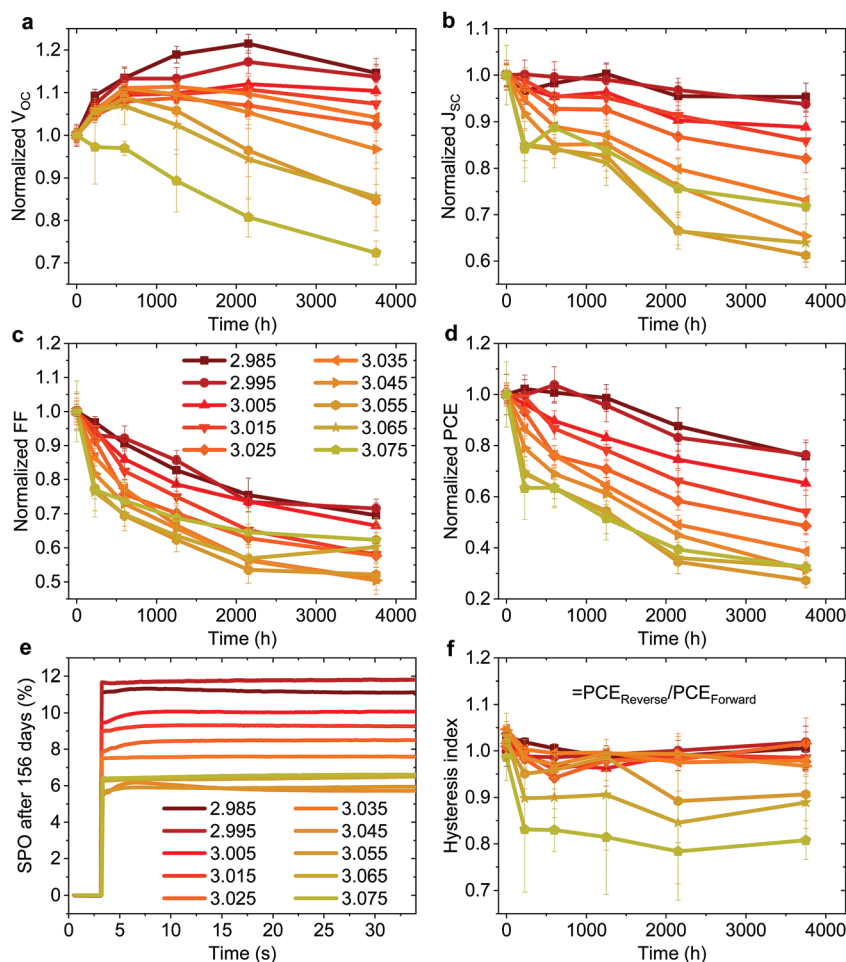 a
Normalized V_OC
1.2
1.1
1.0
0.9
0.8
0.7
0 1000 2000 3000 4000
Time (h)
b
Normalized J_SC
1.1
1.0
0.9
0.8
0.7
0.6
0.5
0 1000 2000 3000 4000
Time (h)
c
Normalized FF
1.2
1.1
1.0
0.9
0.8
0.7
0.6
0.5
2.985 3.035
2.995 3.045
3.005 3.055
3.015 3.065
3.025 3.075
0 1000 2000 3000 4000
Time (h)
d
Normalized PCE
1.2
1.0
0.8
0.6
0.4
0.2
0 1000 2000 3000 4000
Time (h)
e
SPO after 156 days (%)
12
10
8
6
4
2
0
2.985 3.035
2.995 3.045
3.005 3.055
3.015 3.065
3.025 3.075
0 5 10 15 20 25 30
Time (s)
f
Hysteresis index
1.2
1.1
1.0
0.9
0.8
0.7
=PCE_Reverse/PCE_Forward
0 1000 2000 3000 4000
Time (h)